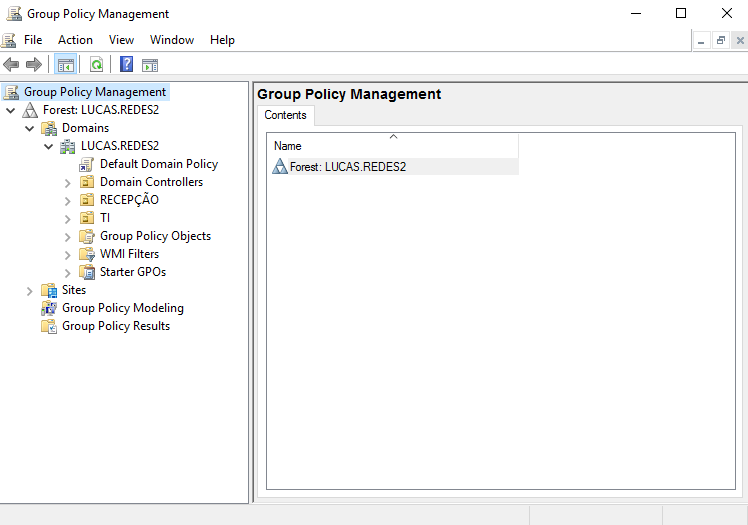 Group Policy Management
File Action View Window Help
Group Policy Management
Forest: LUCAS.REDES2
Domains
LUCAS.REDES2
Default Domain Policy
Domain Controllers
RECEPÇÃO
TI
Group Policy Objects
WMI Filters
Starter GPOs
Sites
Group Policy Modeling
Group Policy Results
Group Policy Management
Contents
Name
Forest: LUCAS.REDES2